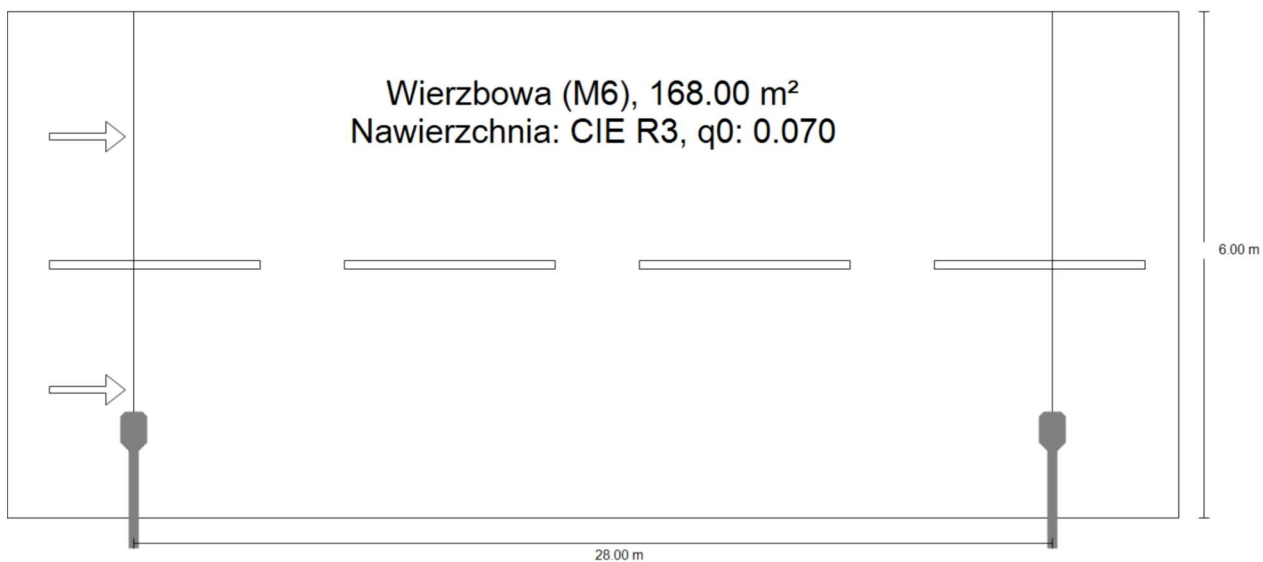 Wierzbowa (M6), 168.00 m²
Nawierzchnia: CIE R3, q0: 0.070
6.00 m
28.00 m